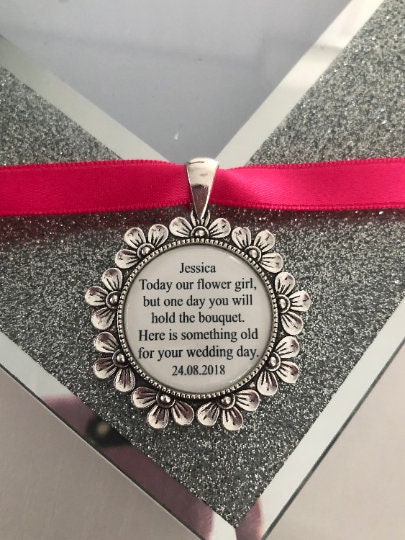 Jessica
Today our flower girl,
but one day you will
hold the bouquet.
Here is something old
for your wedding day.
24.08.2018